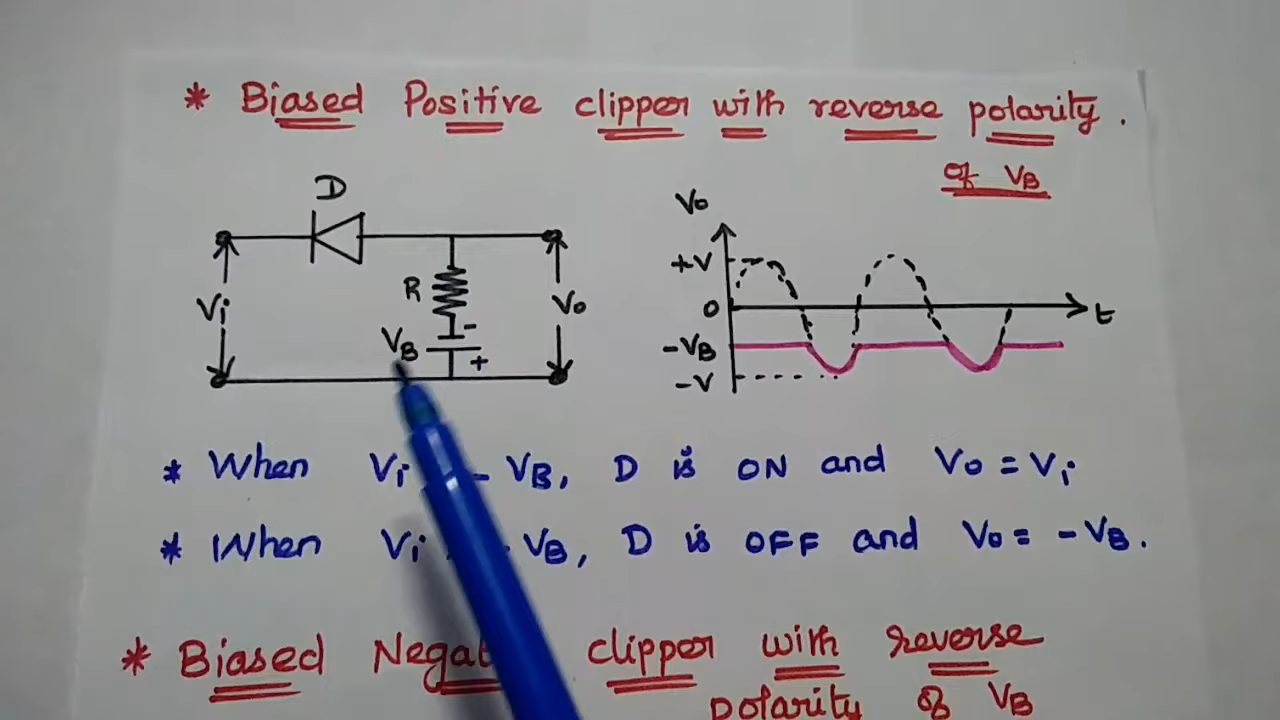 * Biased Positive clipper with reverse polarity.
of VB
D
Vi
R
VB
-
+
Vo
Vo
+V
0
-VB
-V
t
* When Vi - VB, D is ON and Vo = Vi
* When Vi - VB, D is OFF and Vo = - VB.
* Biased clipper with reverse
polarity of VB